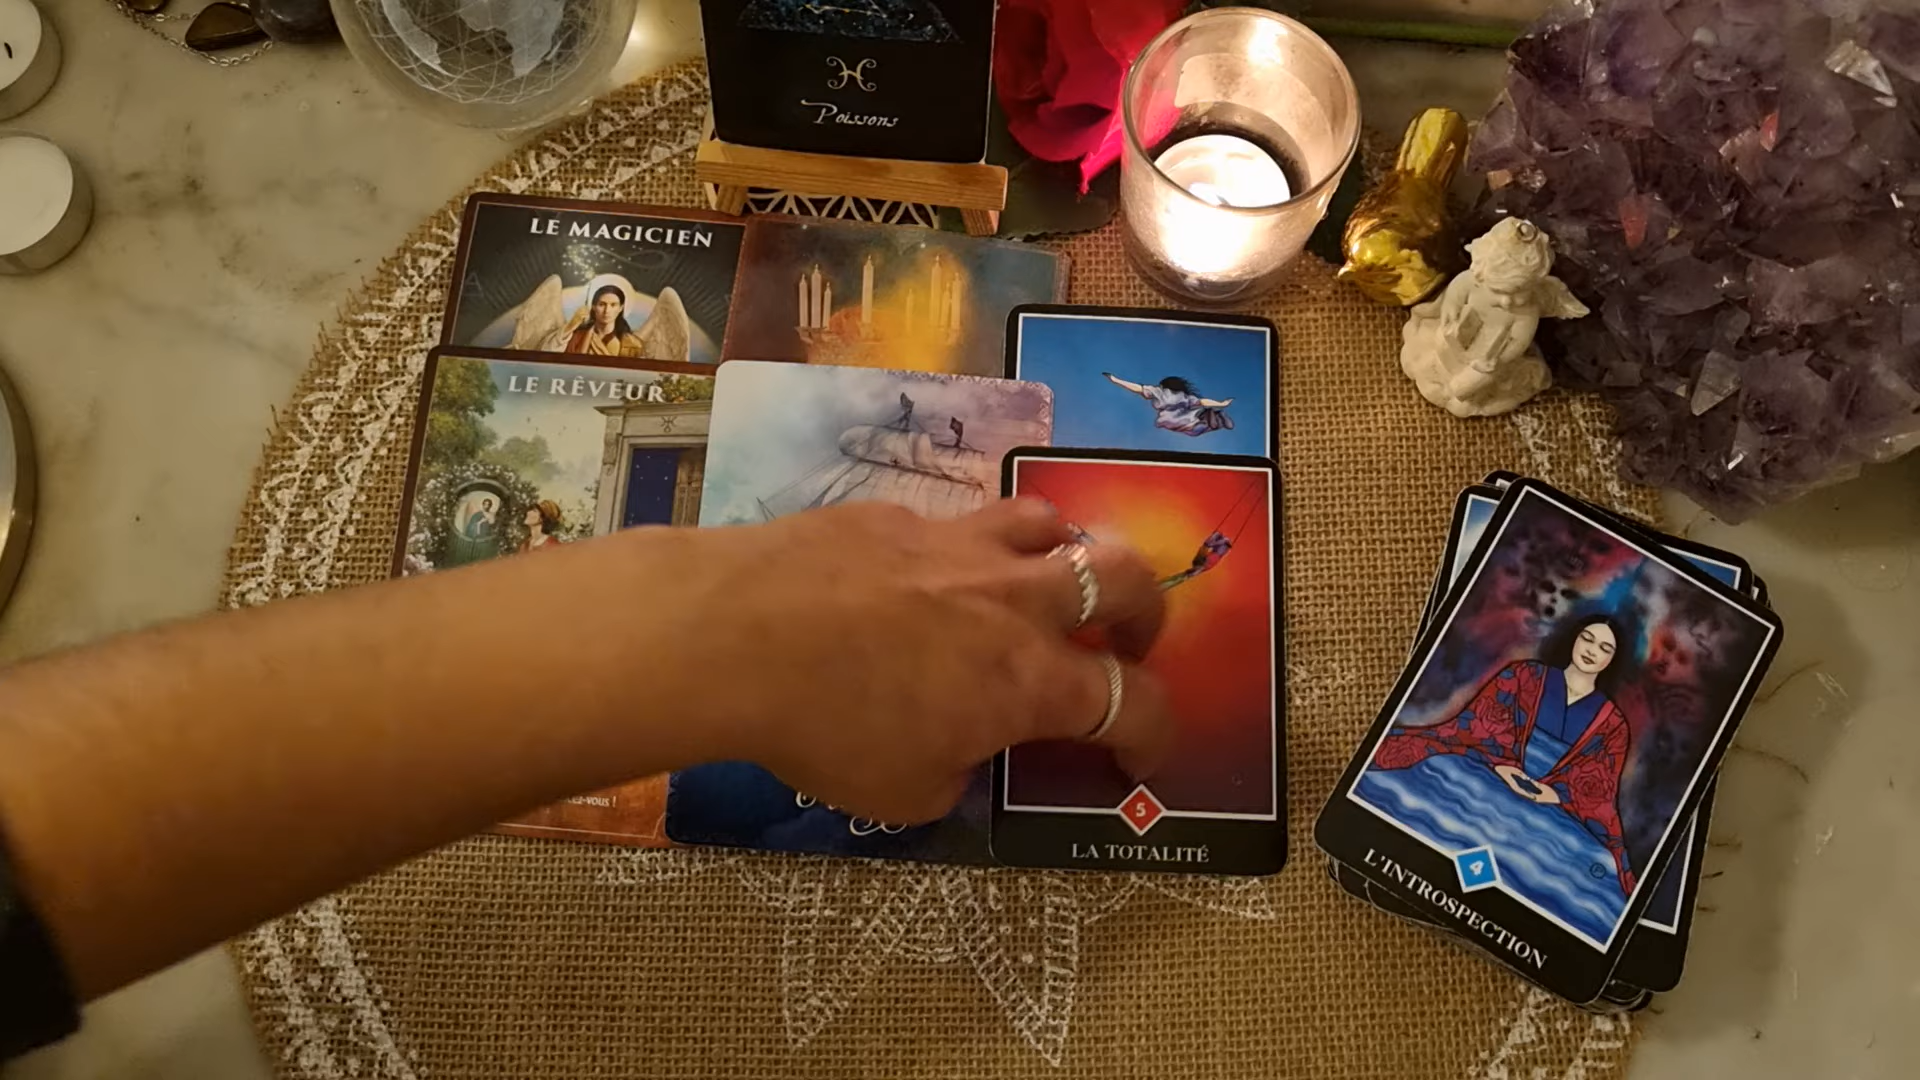 ♓
Poissons
LE MAGICIEN
LE RÊVEUR
5
LA TOTALITÉ
4
L'INTROSPECTION